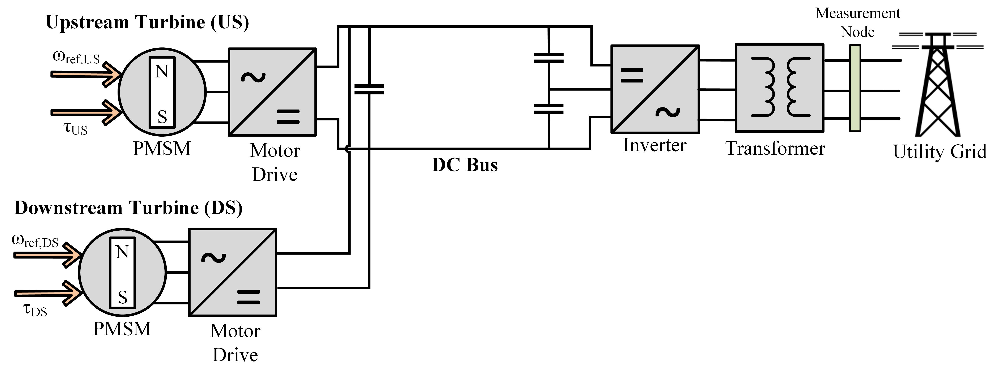 Upstream Turbine (US)
ωref,US
τUS
N
S
PMSM
Motor
Drive
DC Bus
Inverter
Transformer
Measurement
Node
Utility Grid
Downstream Turbine (DS)
ωref,DS
τDS
N
S
PMSM
Motor
Drive